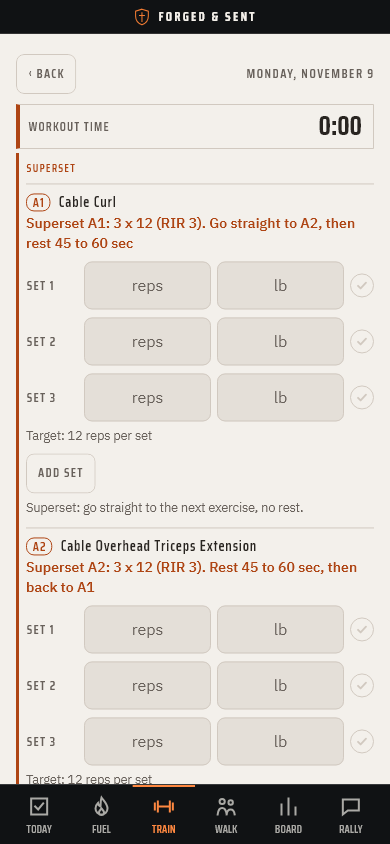 FORGED & SENT
‹ BACK
MONDAY, NOVEMBER 9
WORKOUT TIME
0:00
SUPERSET
A1 Cable Curl
Superset A1: 3 x 12 (RIR 3). Go straight to A2, then
rest 45 to 60 sec
SET 1 reps lb
SET 2 reps lb
SET 3 reps lb
Target: 12 reps per set
ADD SET
Superset: go straight to the next exercise, no rest.
A2 Cable Overhead Triceps Extension
Superset A2: 3 x 12 (RIR 3). Rest 45 to 60 sec, then
back to A1
SET 1 reps lb
SET 2 reps lb
SET 3 reps lb
Target: 12 reps per set
TODAY FUEL TRAIN WALK BOARD RALLY